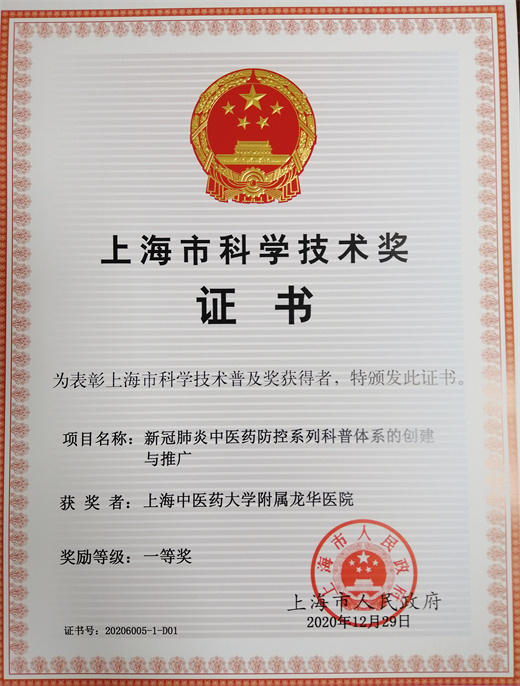 上海市科学技术奖
证书
为表彰上海市科学技术普及奖获得者，特颁发此证书。
项目名称：新冠肺炎中医药防控系列科普体系的创建
与推广
获奖者：上海中医药大学附属龙华医院
奖励等级：一等奖
上海市人民政府
上海市人民政府
2020年12月29日
证书号：20206005-1-D01